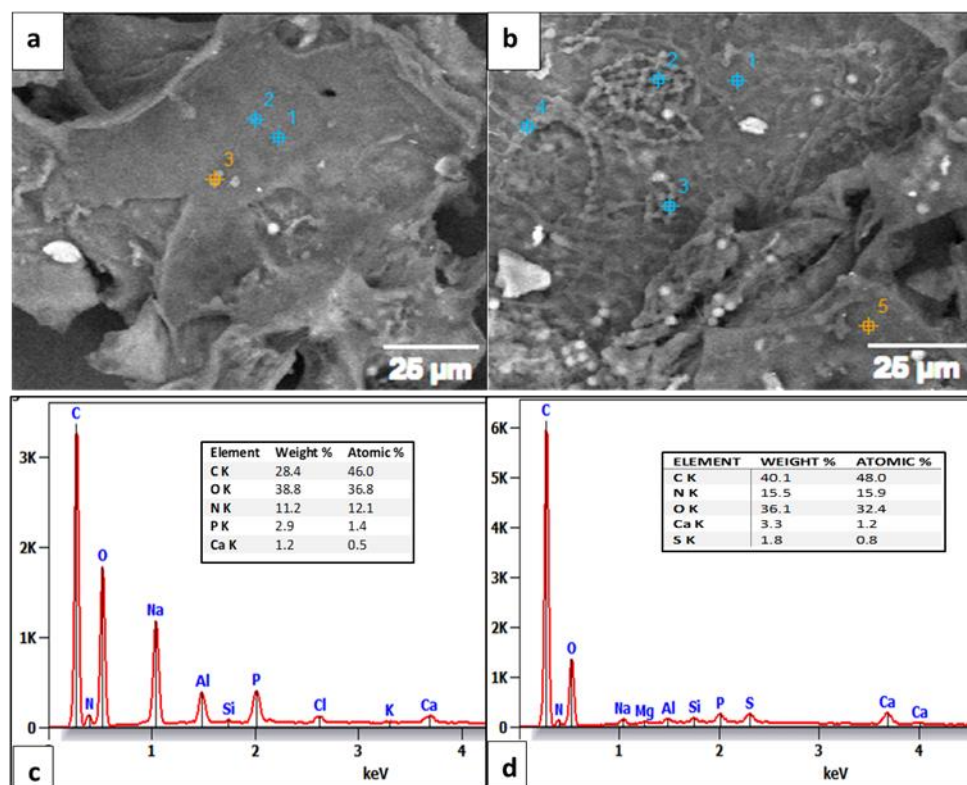 a
2
1
3
25 µm
b
2
1
4
3
5
25 µm
C
3K
2K
1K
0
O
Na
N
Al
Si
P
Cl
K
Ca
Element Weight % Atomic %
C K 28.4 46.0
O K 38.8 36.8
N K 11.2 12.1
P K 2.9 1.4
Ca K 1.2 0.5
1 2 3 4
keV
c
C
6K
5K
4K
3K
2K
1K
0
O
N
Na
Mg
Al
Si
P
S
Ca
Ca
ELEMENT WEIGHT % ATOMIC %
C K 40.1 48.0
N K 15.5 15.9
O K 36.1 32.4
Ca K 3.3 1.2
S K 1.8 0.8
1 2 3 4
keV
d